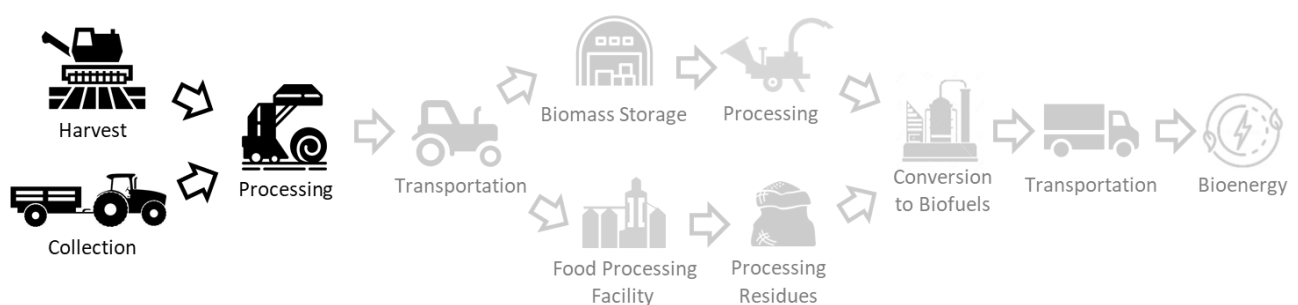 Harvest
Collection
Processing
Transportation
Biomass Storage
Processing
Food Processing
Facility
Processing
Residues
Conversion
to Biofuels
Transportation
Bioenergy